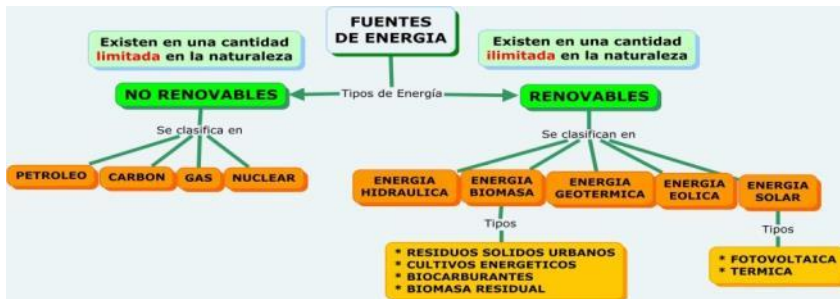 FUENTES
DE ENERGIA
Existen en una cantidad
limitada en la naturaleza
Existen en una cantidad
ilimitada en la naturaleza
NO RENOVABLES
Tipos de Energía
RENOVABLES
Se clasifica en
Se clasifican en
PETROLEO
CARBON
GAS
NUCLEAR
ENERGIA
HIDRAULICA
ENERGIA
BIOMASA
ENERGIA
GEOTERMICA
ENERGIA
EOLICA
ENERGIA
SOLAR
Tipos
* RESIDUOS SOLIDOS URBANOS
* CULTIVOS ENERGETICOS
* BIOCARBURANTES
* BIOMASA RESIDUAL
Tipos
* FOTOVOLTAICA
* TERMICA